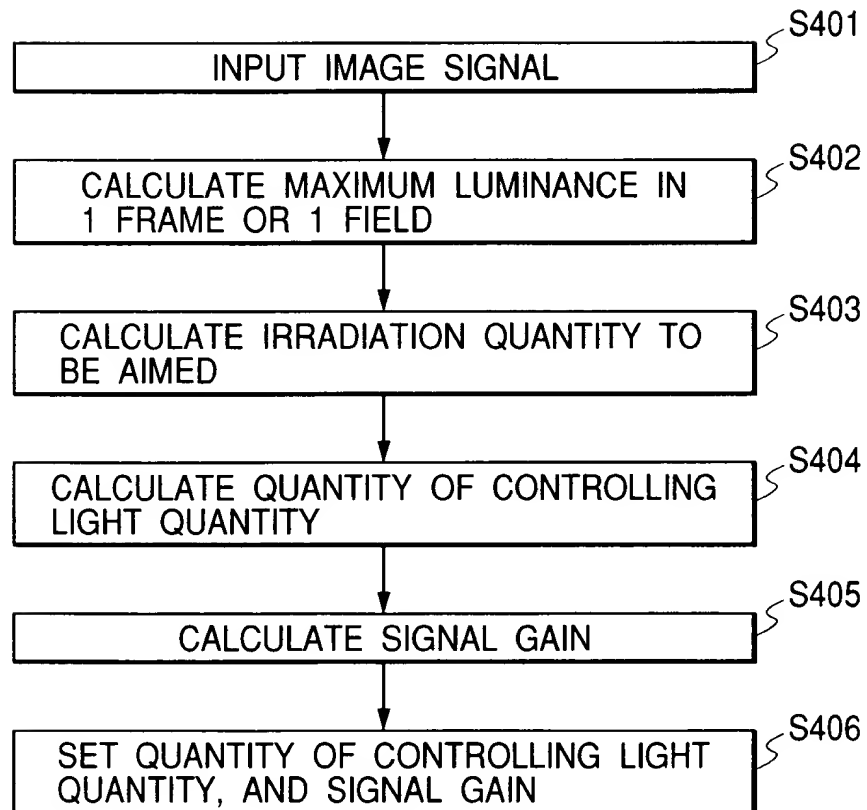 S401
INPUT IMAGE SIGNAL
S402
CALCULATE MAXIMUM LUMINANCE IN
1 FRAME OR 1 FIELD
S403
CALCULATE IRRADIATION QUANTITY TO
BE AIMED
S404
CALCULATE QUANTITY OF CONTROLLING
LIGHT QUANTITY
S405
CALCULATE SIGNAL GAIN
S406
SET QUANTITY OF CONTROLLING LIGHT
QUANTITY, AND SIGNAL GAIN